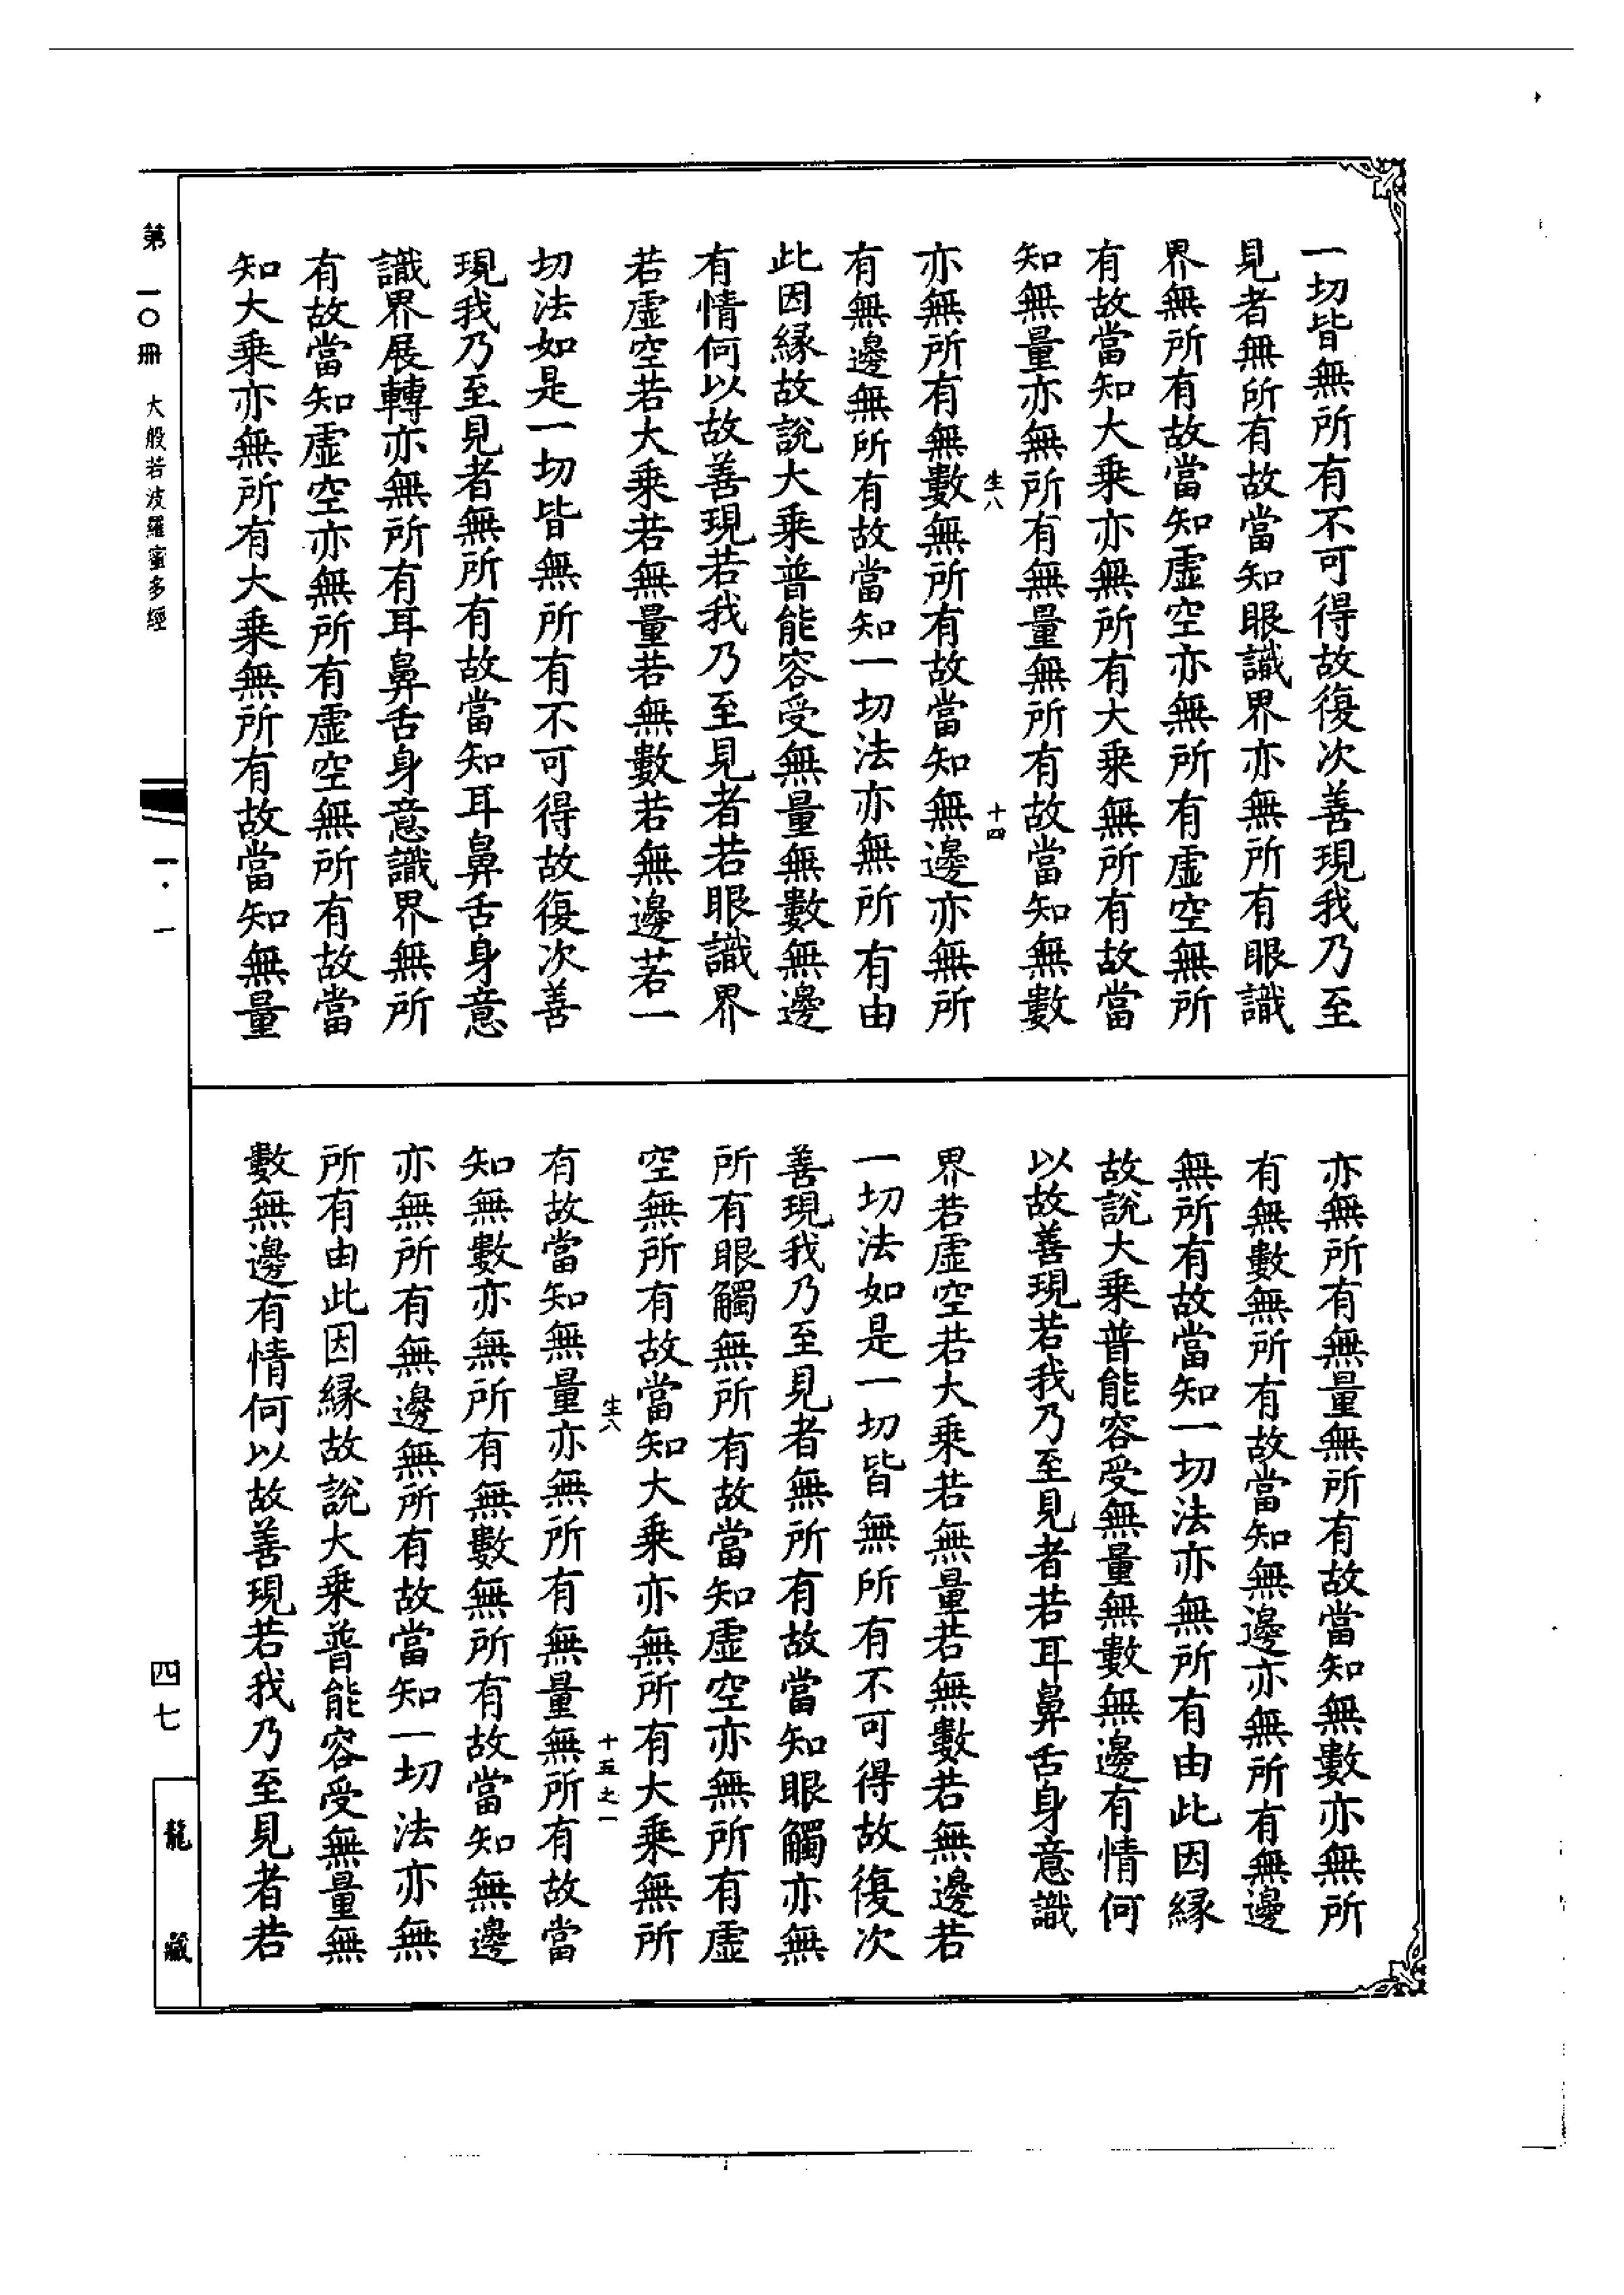 一切皆無所有不可得故復次善現我乃至
見者無所有故當知眼識界亦無所有眼識
界無所有故當知虛空亦無所有虛空無所
有故當知大乘亦無所有大乘無所有故當
知無量亦無所有無量無所有故當知無數
生八 十四
亦無所有無數無所有故當知無邊亦無所
有無邊無所有故當知一切法亦無所有由
此因緣故說大乘普能容受無量無數無邊
有情何以故善現若我乃至見者若眼識界
若虛空若大乘若無量若無數若無邊若一
切法如是一切皆無所有不可得故復次善
現我乃至見者無所有故當知耳鼻舌身意
識界展轉亦無所有耳鼻舌身意識界無所
有故當知虛空亦無所有虛空無所有故當
知大乘亦無所有大乘無所有故當知無量
亦無所有無量無所有故當知無數亦無所
有無數無所有故當知無邊亦無所有無邊
無所有故當知一切法亦無所有由此因緣
故說大乘普能容受無量無數無邊有情何
以故善現若我乃至見者若耳鼻舌身意識
界若虛空若大乘若無量若無數若無邊若
一切法如是一切皆無所有不可得故復次
善現我乃至見者無所有故當知眼觸亦無
所有眼觸無所有故當知虛空亦無所有虛
空無所有故當知大乘亦無所有大乘無所
生八 十五之一
有故當知無量亦無所有無量無所有故當
知無數亦無所有無數無所有故當知無邊
亦無所有無邊無所有故當知一切法亦無
所有由此因緣故說大乘普能容受無量無
數無邊有情何以故善現若我乃至見者若
第一〇冊 大般若波羅蜜多經 一·一 四七 龍藏